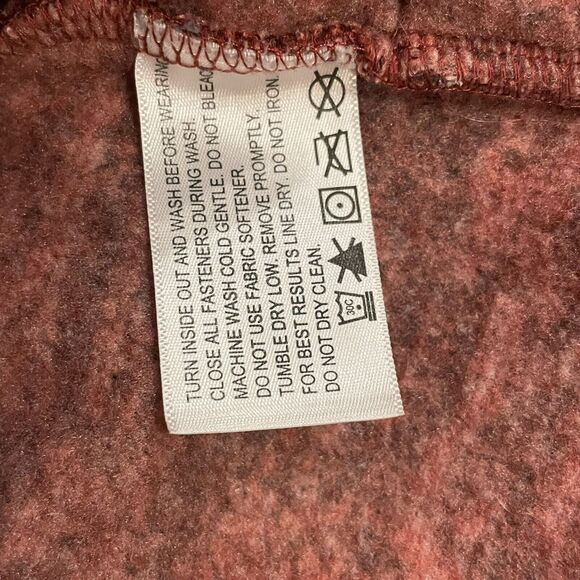 TURN INSIDE OUT AND WASH BEFORE WEARING
CLOSE ALL FASTENERS DURING WASH.
MACHINE WASH COLD GENTLE. DO NOT BLEAC
DO NOT USE FABRIC SOFTENER.
TUMBLE DRY LOW. REMOVE PROMPTLY.
FOR BEST RESULTS LINE DRY. DO NOT IRON.
DO NOT DRY CLEAN.
30C